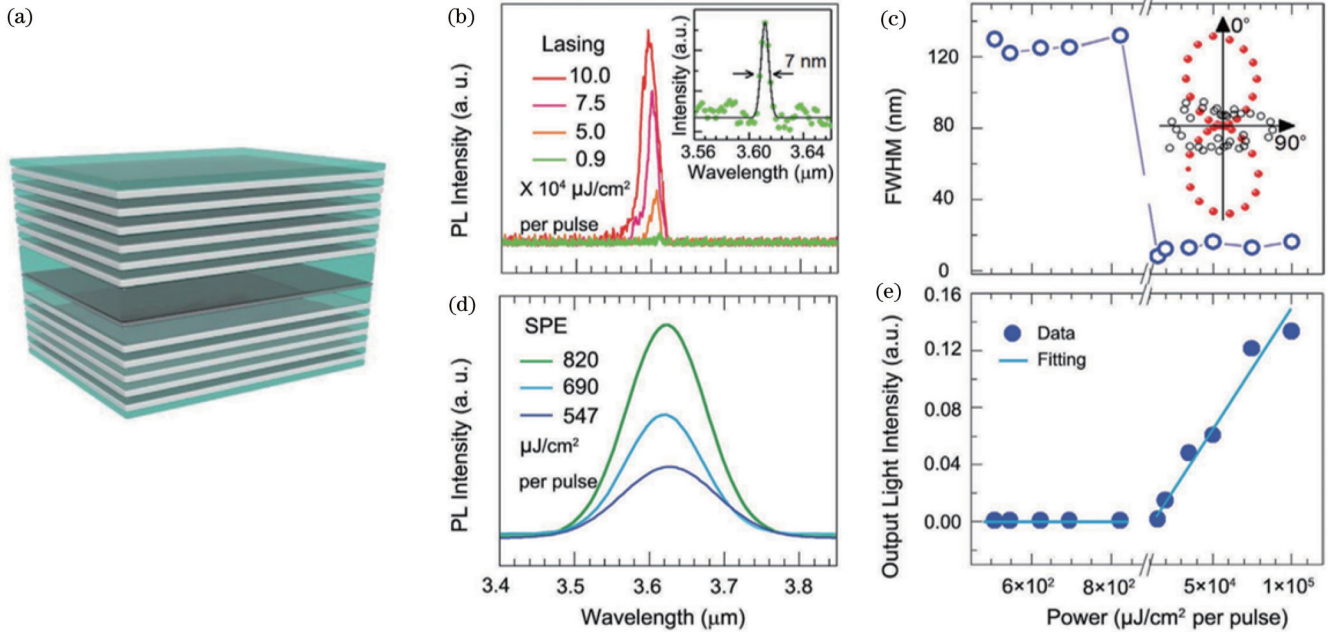 (a)
(b)
Lasing
10.0
7.5
5.0
0.9
X 10⁴ μJ/cm²
per pulse
PL Intensity (a. u.)
Intensity (a.u.)
7 nm
3.56
3.60
3.64
Wavelength (μm)
(c)
120
80
40
0
FWHM (nm)
0°
90°
(d)
SPE
820
690
547
μJ/cm²
per pulse
PL Intensity (a. u.)
3.4
3.5
3.6
3.7
3.8
Wavelength (μm)
(e)
0.16
0.12
0.08
0.04
0.00
Output Light Intensity (a.u.)
Data
Fitting
6×10²
8×10²
5×10⁴
1×10⁵
Power (μJ/cm² per pulse)